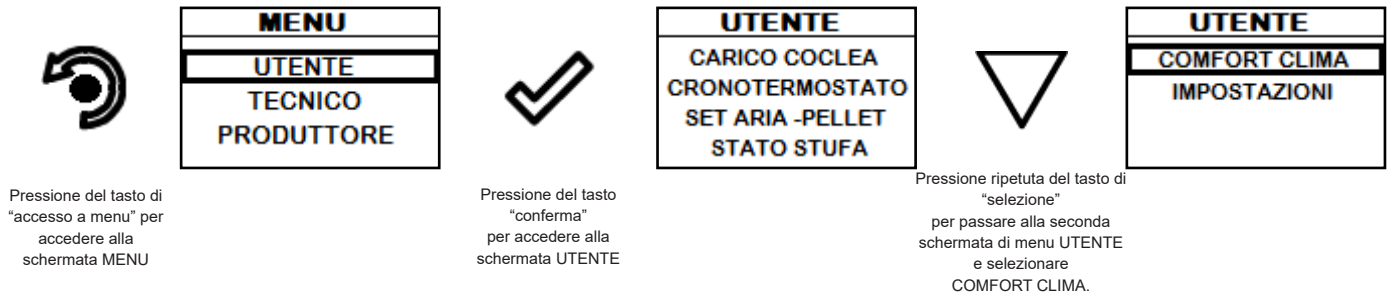 MENU
UTENTE
TECNICO
PRODUTTORE
Pressione del tasto di
“accesso a menu” per
accedere alla
schermata MENU
Pressione del tasto
“conferma”
per accedere alla
schermata UTENTE
UTENTE
CARICO COCLEA
CRONOTERMOSTATO
SET ARIA -PELLET
STATO STUFA
Pressione ripetuta del tasto di
“selezione”
per passare alla seconda
schermata di menu UTENTE
e selezionare
COMFORT CLIMA.
UTENTE
COMFORT CLIMA
IMPOSTAZIONI